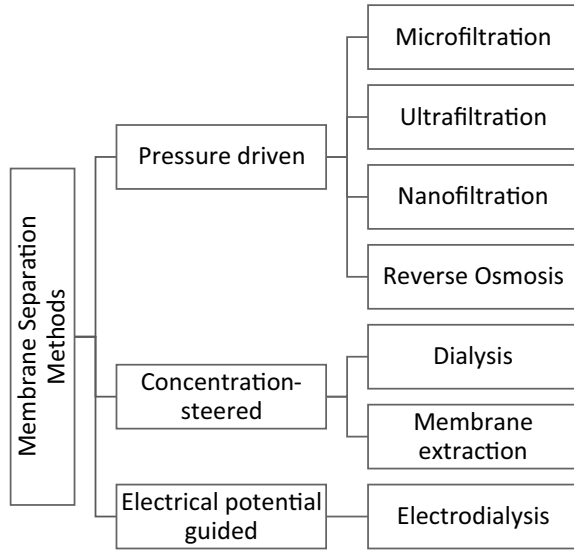 Membrane Separation
Methods
Pressure driven
Microfiltration
Ultrafiltration
Nanofiltration
Reverse Osmosis
Concentration-
steered
Dialysis
Membrane
extraction
Electrical potential
guided
Electrodialysis